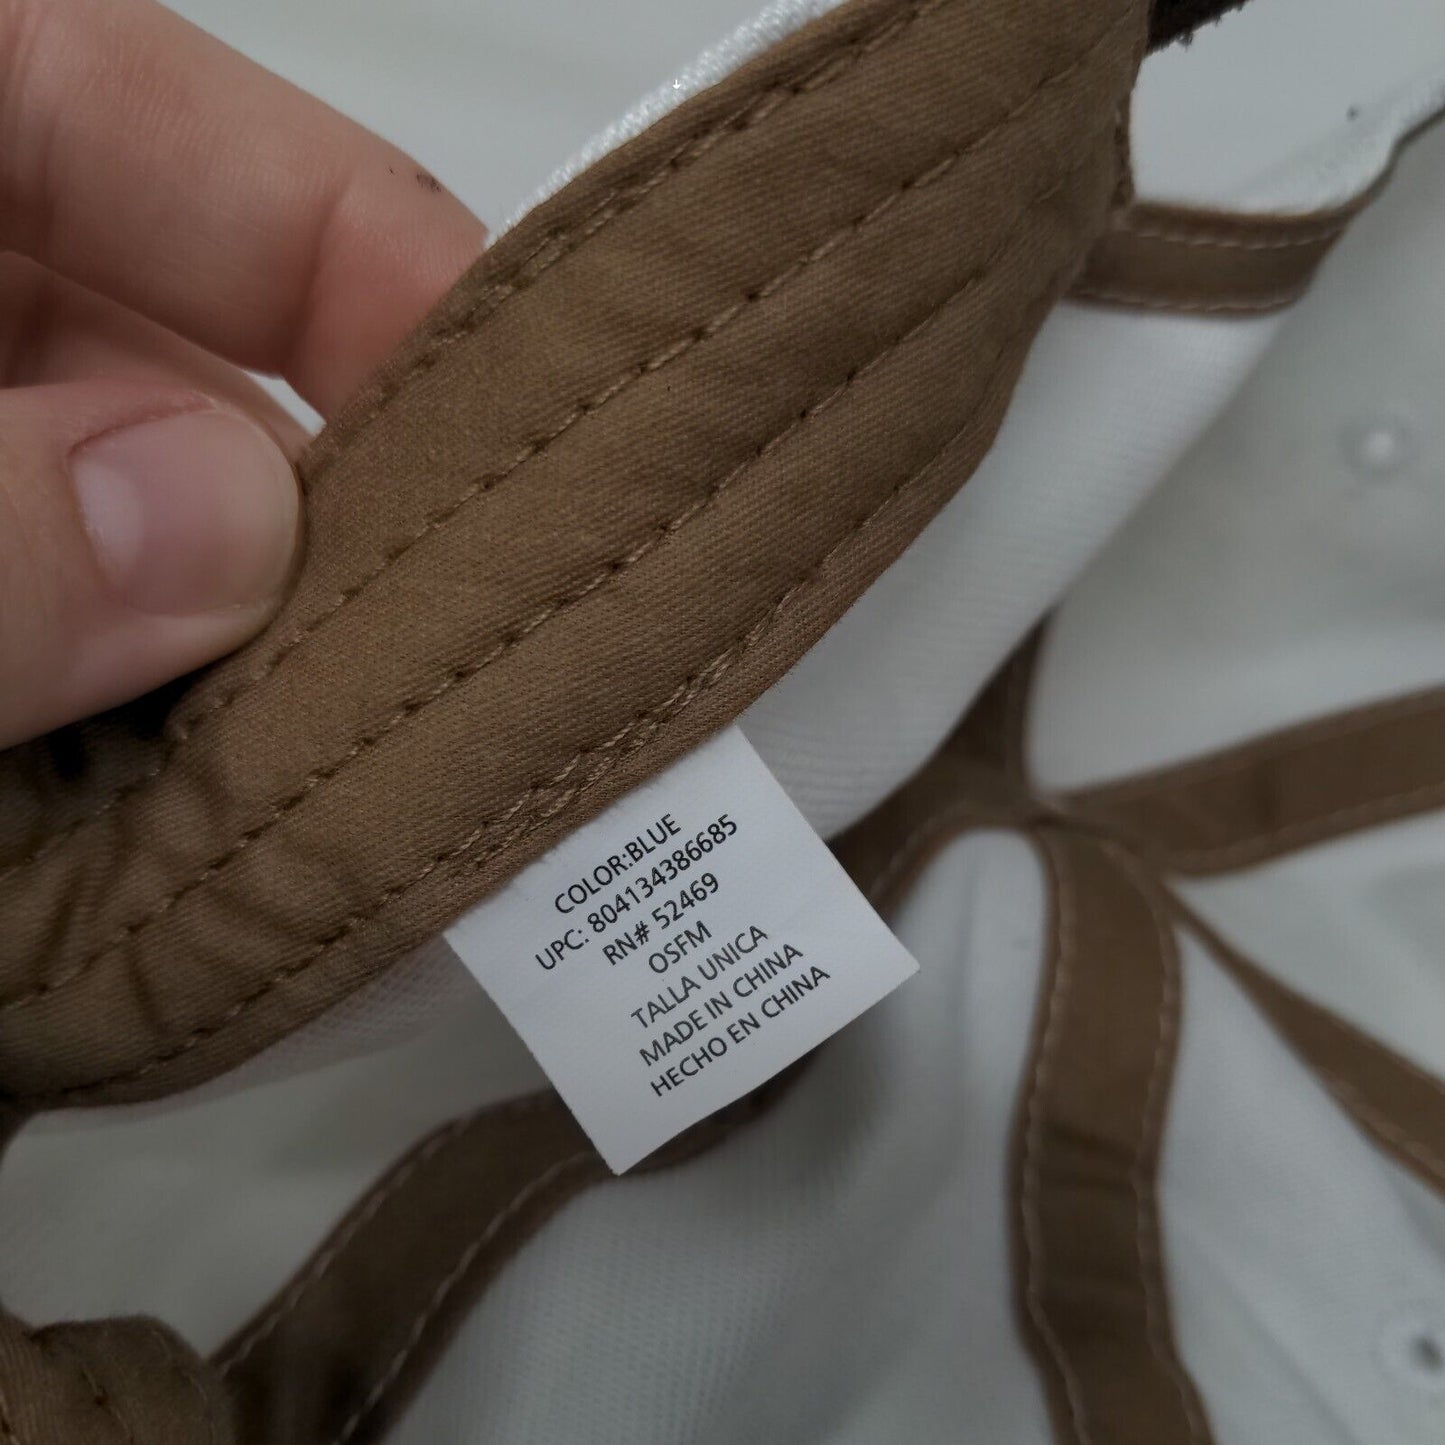 COLOR:BLUE
UPC: 804134386685
RN# 52469
OSFM
TALLA UNICA
MADE IN CHINA
HECHO EN CHINA